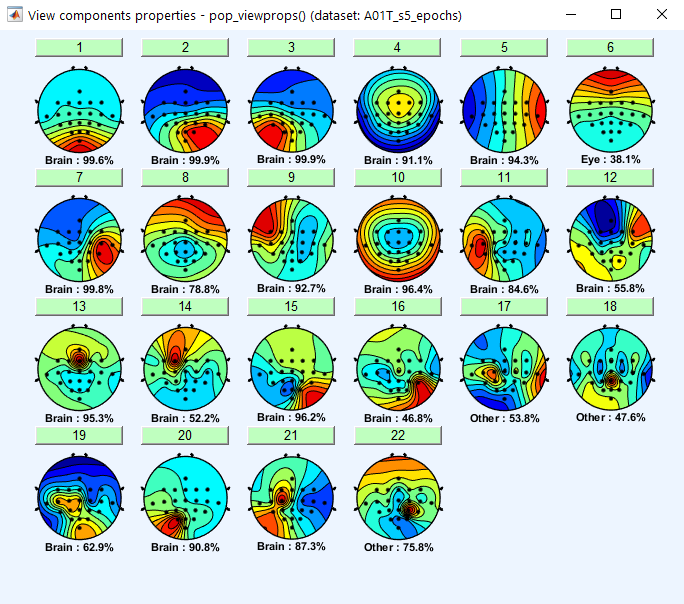 View components properties - pop_viewprops() (dataset: A01T_s5_epochs)
1 2 3 4 5 6
Brain : 99.6% Brain : 99.9% Brain : 99.9% Brain : 91.1% Brain : 94.3% Eye : 38.1%
7 8 9 10 11 12
Brain : 99.8% Brain : 78.8% Brain : 92.7% Brain : 96.4% Brain : 84.6% Brain : 55.8%
13 14 15 16 17 18
Brain : 95.3% Brain : 52.2% Brain : 96.2% Brain : 46.8% Other : 53.8% Other : 47.6%
19 20 21 22
Brain : 62.9% Brain : 90.8% Brain : 87.3% Other : 75.8%